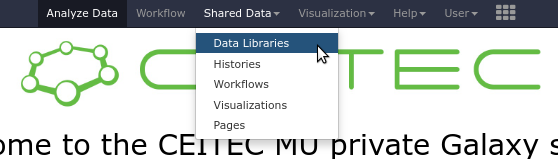 Analyze Data Workflow Shared Data Visualization Help User
Data Libraries
Histories
Workflows
Visualizations
Pages
ome to the CEITEC MU private Galaxy s